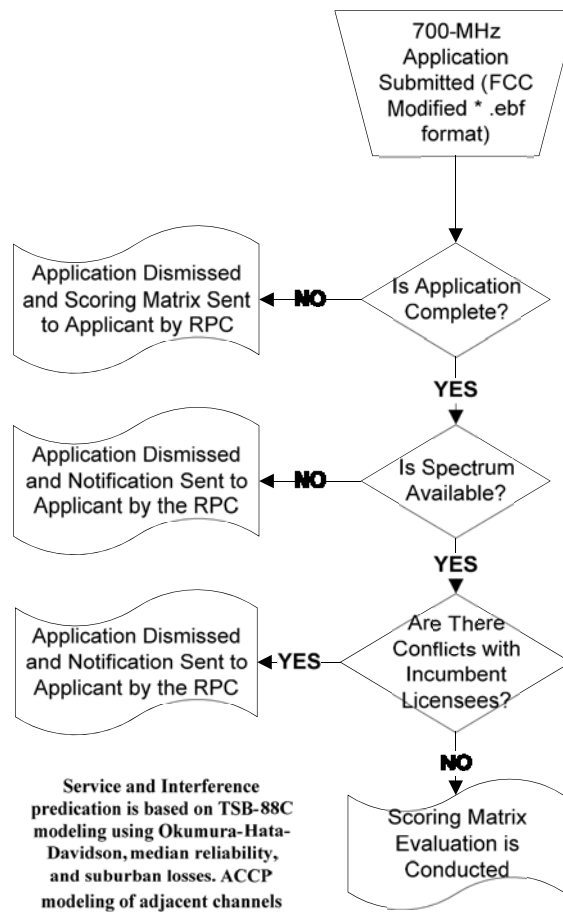 700-MHz
Application
Submitted (FCC
Modified * .ebf
format)
Is Application
Complete?
NO
Application Dismissed
and Scoring Matrix Sent
to Applicant by RPC
YES
Is Spectrum
Available?
NO
Application Dismissed
and Notification Sent to
Applicant by the RPC
YES
Are There
Conflicts with
Incumbent
Licensees?
YES
Application Dismissed
and Notification Sent to
Applicant by the RPC
NO
Scoring Matrix
Evaluation is
Conducted
Service and Interference
predication is based on TSB-88C
modeling using Okumura-Hata-
Davidson, median reliability,
and suburban losses. ACCP
modeling of adjacent channels